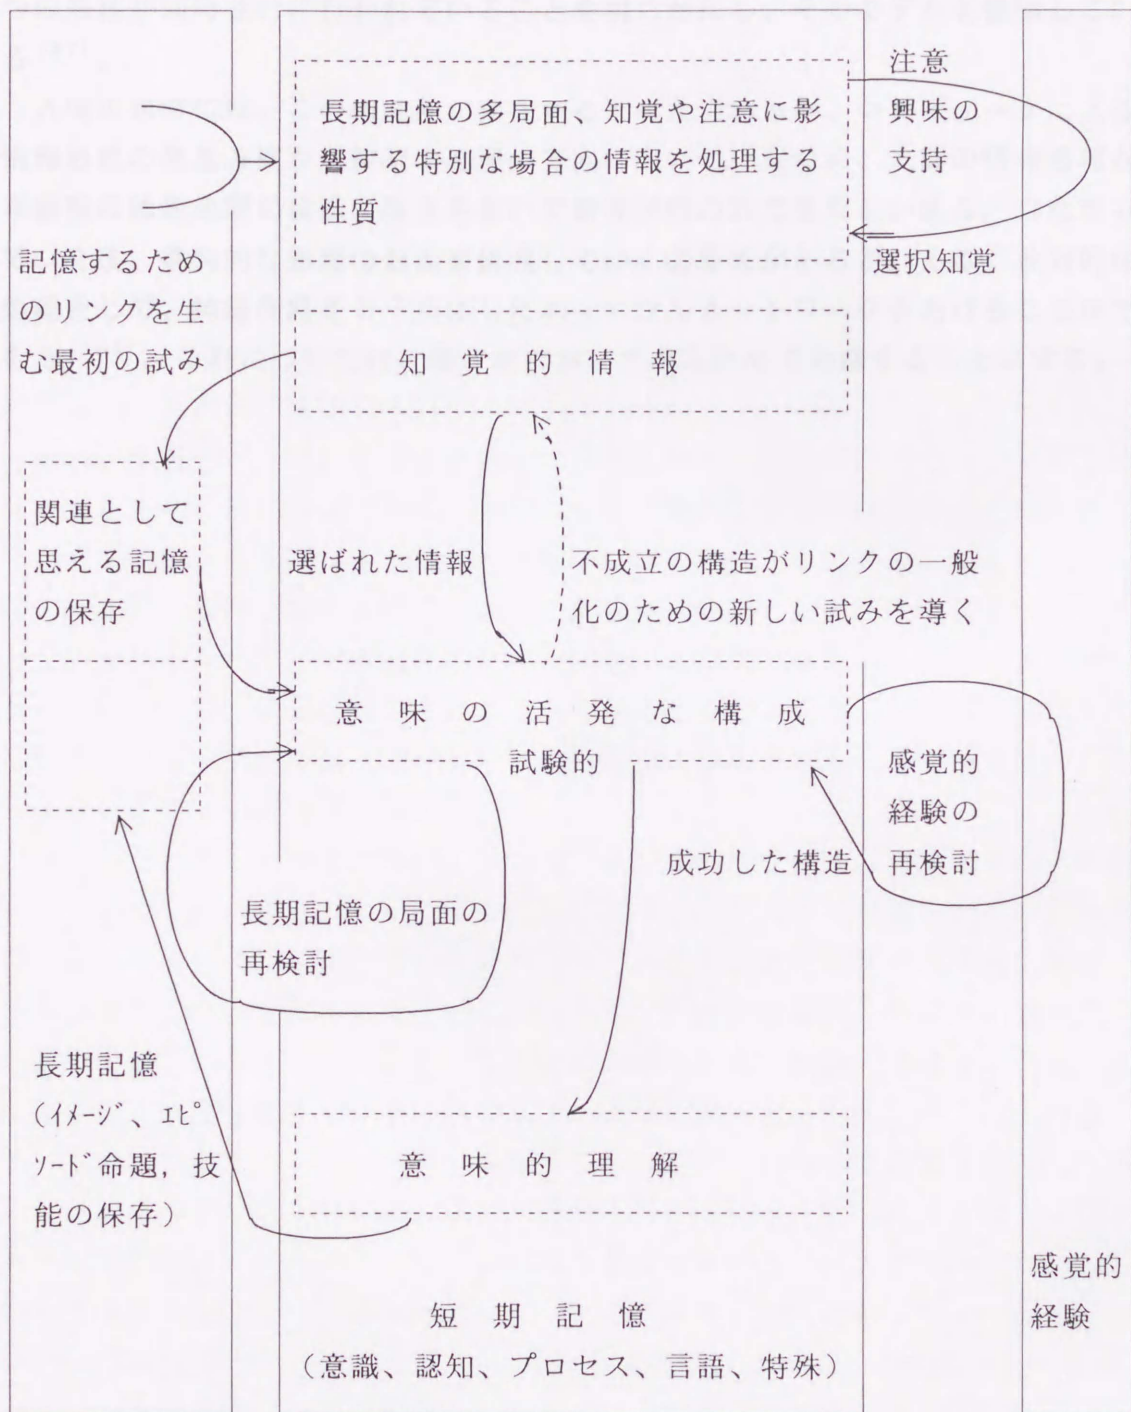 注意
興味の
支持
選択知覚
長期記憶の多局面、知覚や注意に影
響する特別な場合の情報を処理する
性質
知覚的情報
記憶するため
のリンクを生
む最初の試み
関連として
思える記憶
の保存
選ばれた情報
不成立の構造がリンクの一般
化のための新しい試みを導く
意味の活発な構成
試験的
感覚的
経験の
再検討
成功した構造
長期記憶の局面の
再検討
長期記憶
(ｲﾒｰｼﾞ、ｴﾋﾟ
ｿｰﾄﾞ命題, 技
能の保存)
意味的理解
感覚的
経験
短期記憶
(意識、認知、プロセス、言語、特殊)